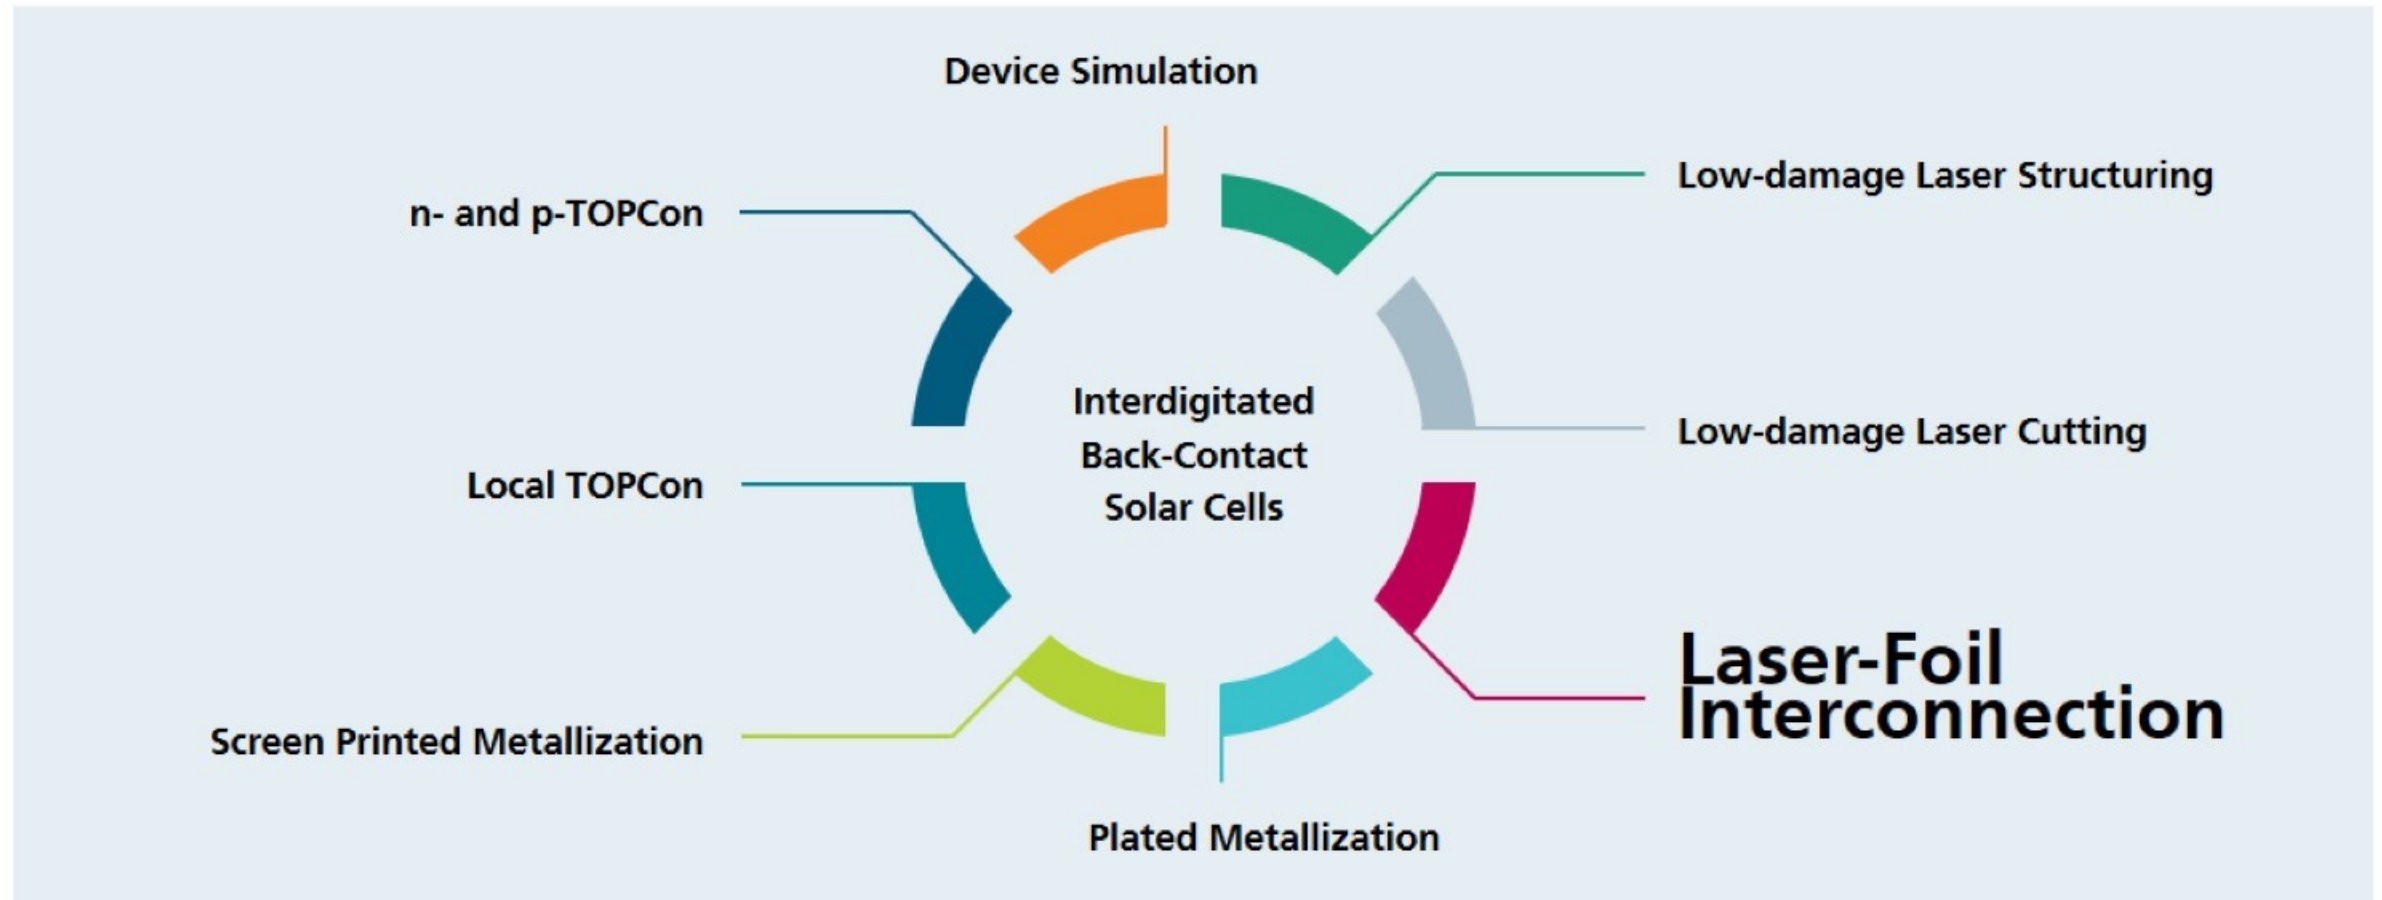 Device Simulation
Low-damage Laser Structuring
n- and p-TOPCon
Interdigitated
Back-Contact
Solar Cells
Low-damage Laser Cutting
Local TOPCon
Laser-Foil
Interconnection
Screen Printed Metallization
Plated Metallization